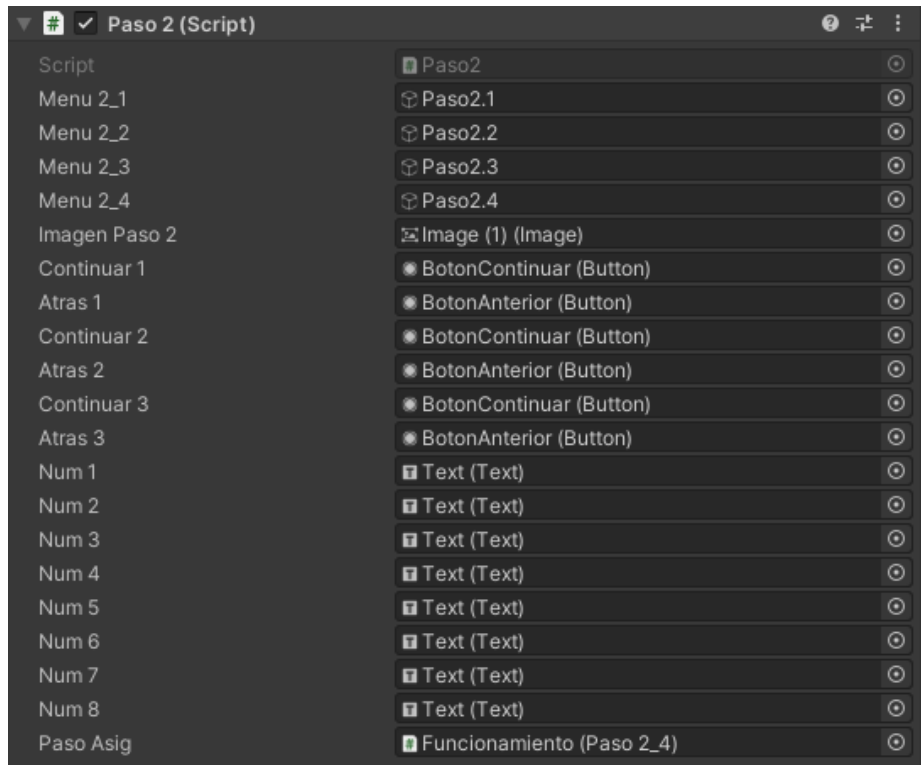 Paso 2 (Script)
Script Paso2
Menu 2_1 Paso2.1
Menu 2_2 Paso2.2
Menu 2_3 Paso2.3
Menu 2_4 Paso2.4
Imagen Paso 2 Image (1) (Image)
Continuar 1 BotonContinuar (Button)
Atras 1 BotonAnterior (Button)
Continuar 2 BotonContinuar (Button)
Atras 2 BotonAnterior (Button)
Continuar 3 BotonContinuar (Button)
Atras 3 BotonAnterior (Button)
Num 1 Text (Text)
Num 2 Text (Text)
Num 3 Text (Text)
Num 4 Text (Text)
Num 5 Text (Text)
Num 6 Text (Text)
Num 7 Text (Text)
Num 8 Text (Text)
Paso Asig Funcionamiento (Paso 2_4)